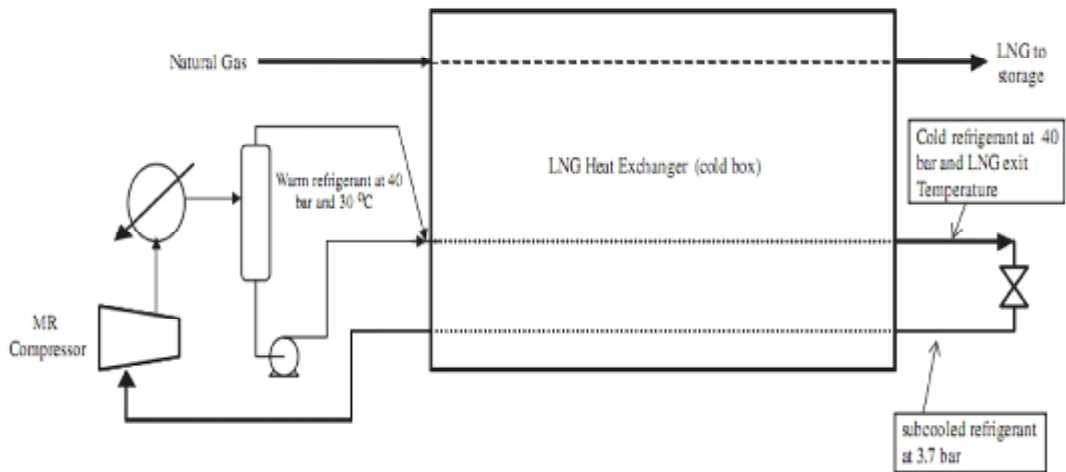 Natural Gas
LNG to
storage
Cold refrigerant at 40
bar and LNG exit
Temperature
LNG Heat Exchanger (cold box)
Warm refrigerant at 40
bar and 30 ⁰C
MR
Compressor
subcooled refrigerant
at 3.7 bar